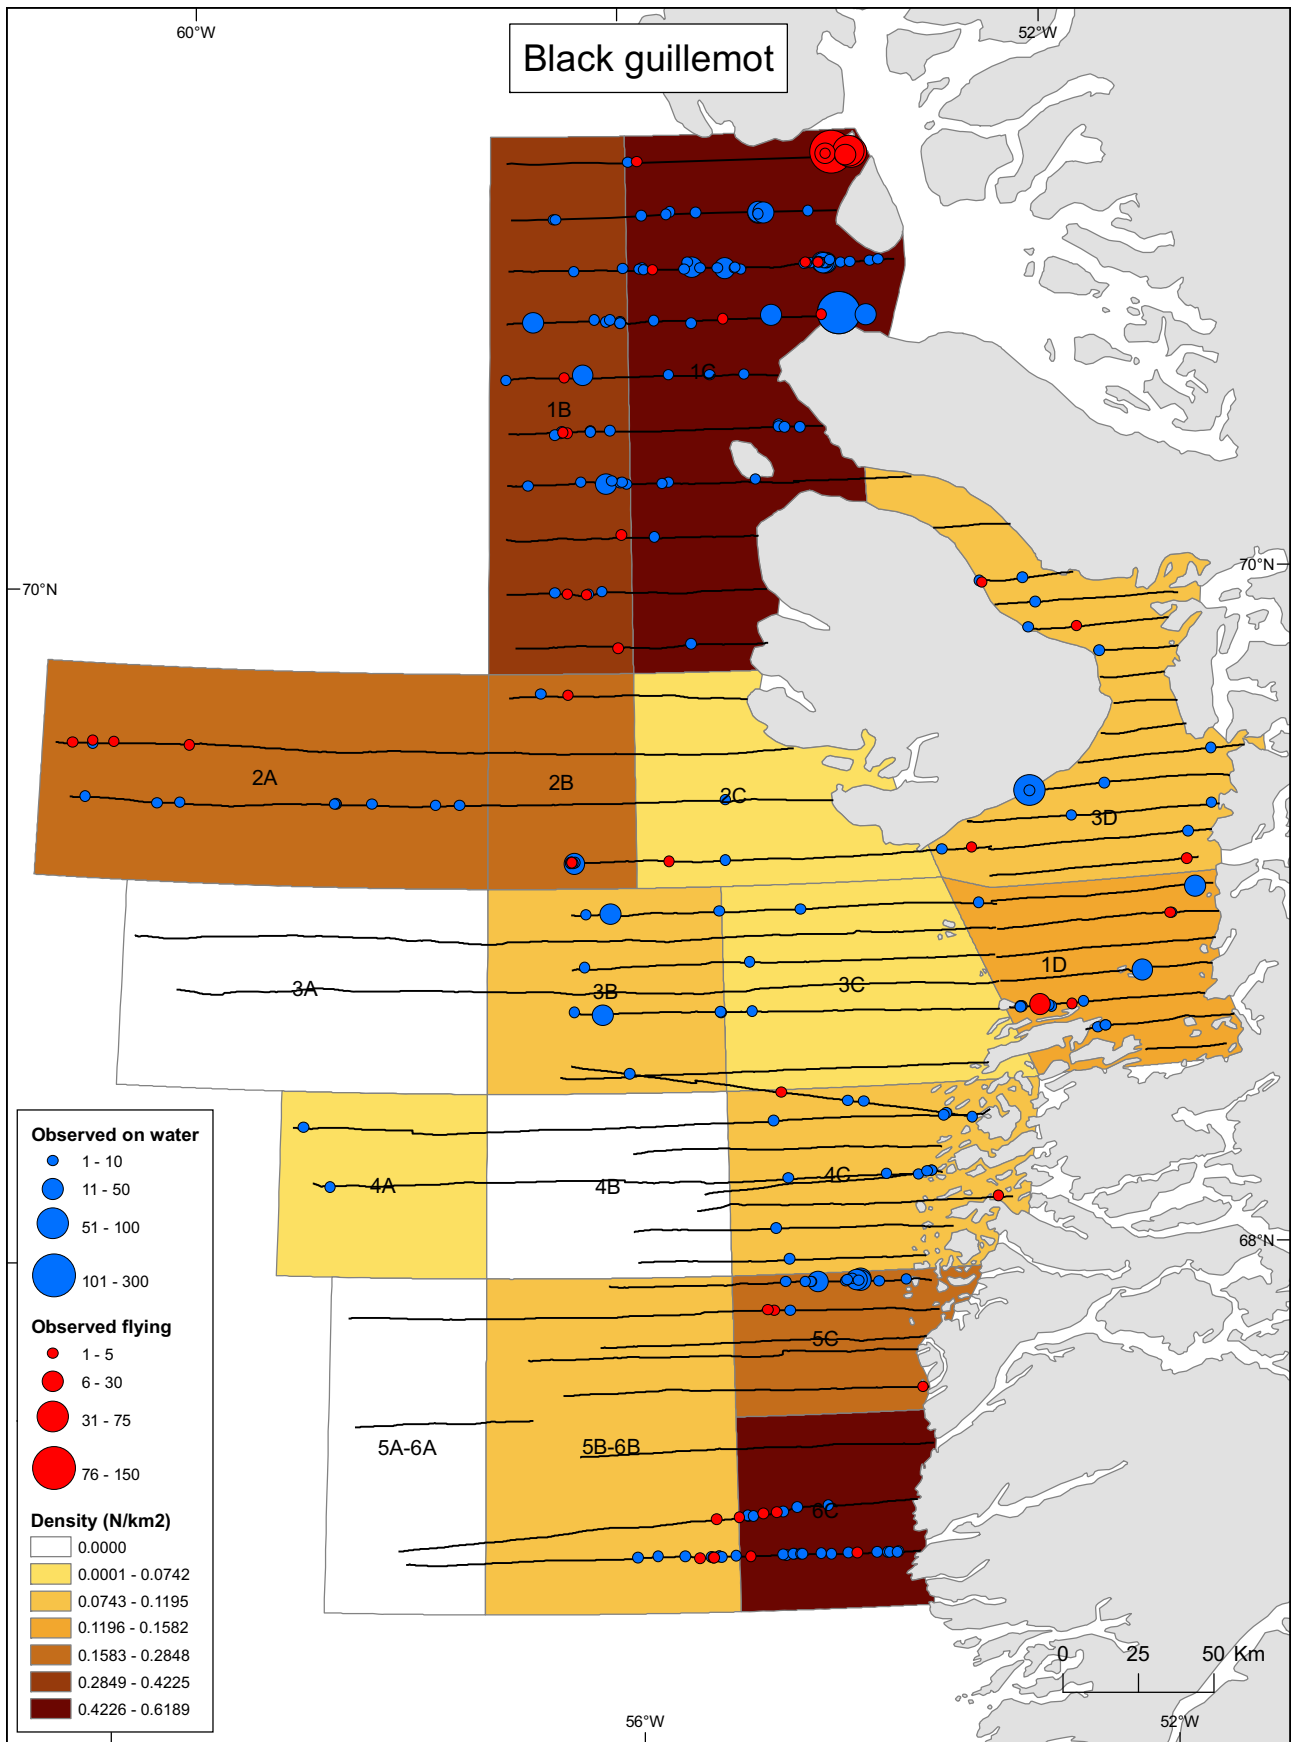 60°W
52°W
Black guillemot
1C
1B
70°N
70°N
2A
2B
2C
3D
1D
3A
3B
3C
4A
4B
4C
68°N
5C
5A-6A
5B-6B
6C
Observed on water
1 - 10
11 - 50
51 - 100
101 - 300
Observed flying
1 - 5
6 - 30
31 - 75
76 - 150
Density (N/km2)
0.0000
0.0001 - 0.0742
0.0743 - 0.1195
0.1196 - 0.1582
0.1583 - 0.2848
0.2849 - 0.4225
0.4226 - 0.6189
0 25 50 Km
56°W
52°W